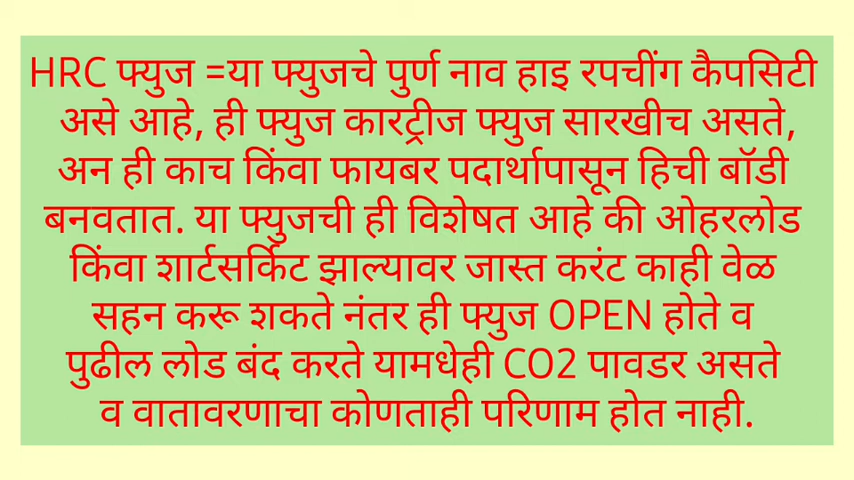 HRC फ्युज =या फ्युजचे पुर्ण नाव हाइ रपचींग कैपसिटी
असे आहे, ही फ्युज कारट्रीज फ्युज सारखीच असते,
अन ही काच किंवा फायबर पदार्थापासून हिची बॉडी
बनवतात. या फ्युजची ही विशेषत आहे की ओहरलोड
किंवा शार्टसर्किट झाल्यावर जास्त करंट काही वेळ
सहन करू शकते नंतर ही फ्युज OPEN होते व
पुढील लोड बंद करते यामधेही CO2 पावडर असते
व वातावरणाचा कोणताही परिणाम होत नाही.